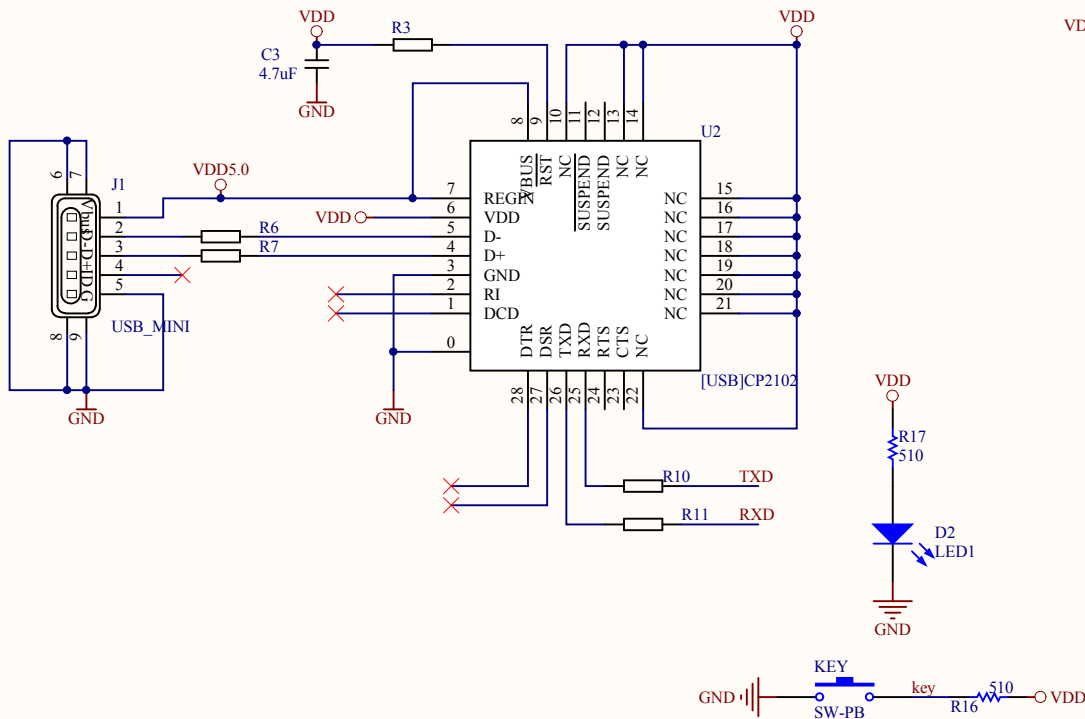 VDD
R3
C3
4.7uF
GND
VDD
VD
8
9
10
11
12
13
14
U2
VBUS
RST
NC
SUSPEND
SUSPEND
NC
NC
7
REGIN
6
VDD
5
D-
4
D+
3
GND
2
RI
1
DCD
0
NC
15
NC
16
NC
17
NC
18
NC
19
NC
20
NC
21
DTR
DSR
TXD
RXD
RTS
CTS
NC
28
27
26
25
24
23
22
[USB]CP2102
6
7
J1
VDD5.0
VDD
1
2
3
4
5
Vbus
D-
D+
ID
G
R6
R7
USB_MINI
8
9
GND
GND
R10
TXD
R11
RXD
VDD
R17
510
D2
LED1
GND
KEY
GND
SW-PB
key
R16
510
VDD